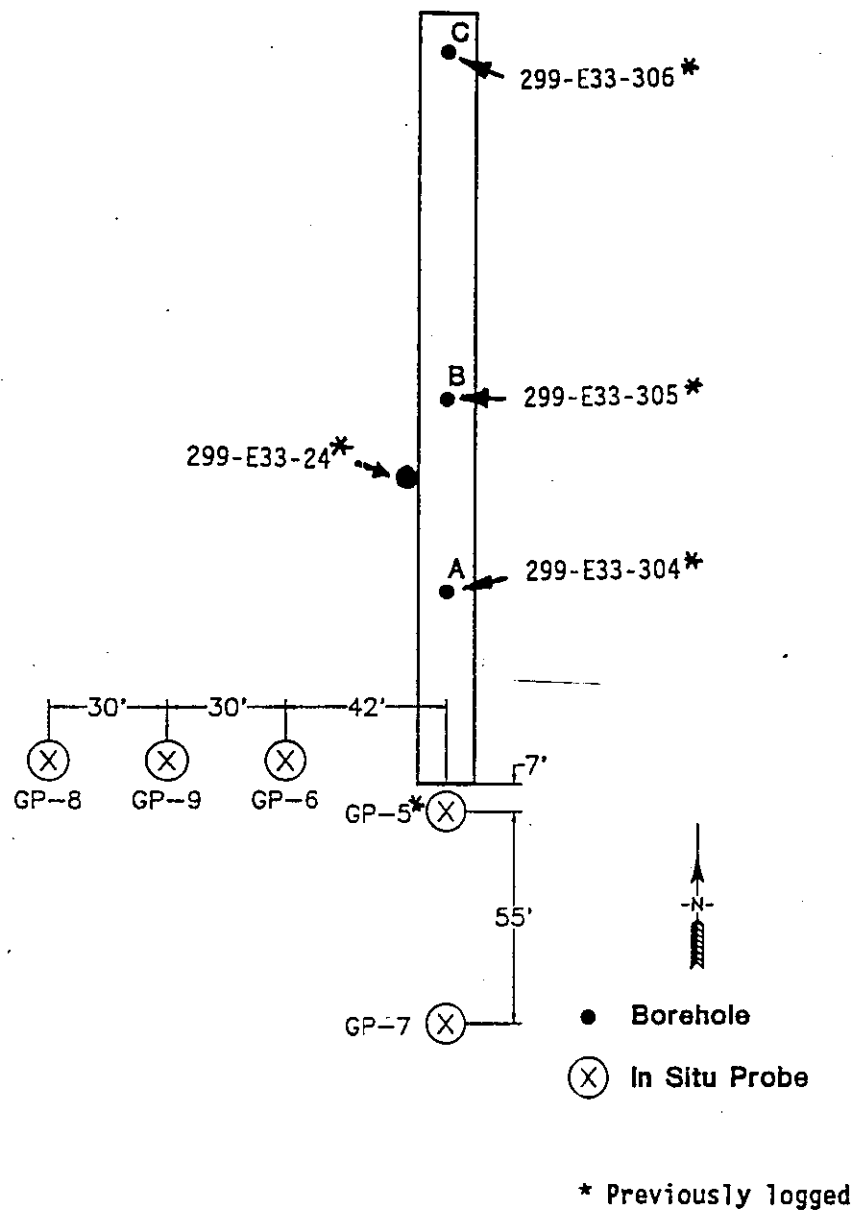 C
299-E33-306*
B
299-E33-305*
299-E33-24*
A
299-E33-304*
30'
30'
42'
7'
GP-8
GP-9
GP-6
GP-5*
55'
-N-
GP-7
Borehole
X In Situ Probe
* Previously logged